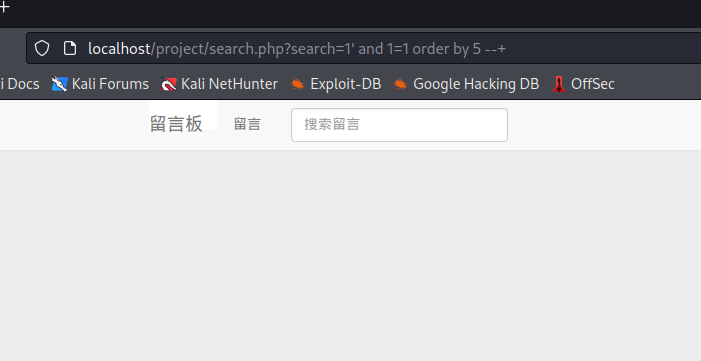 localhost/project/search.php?search=1' and 1=1 order by 5 --+
i Docs Kali Forums Kali NetHunter Exploit-DB Google Hacking DB OffSec
留言板 留言 搜索留言